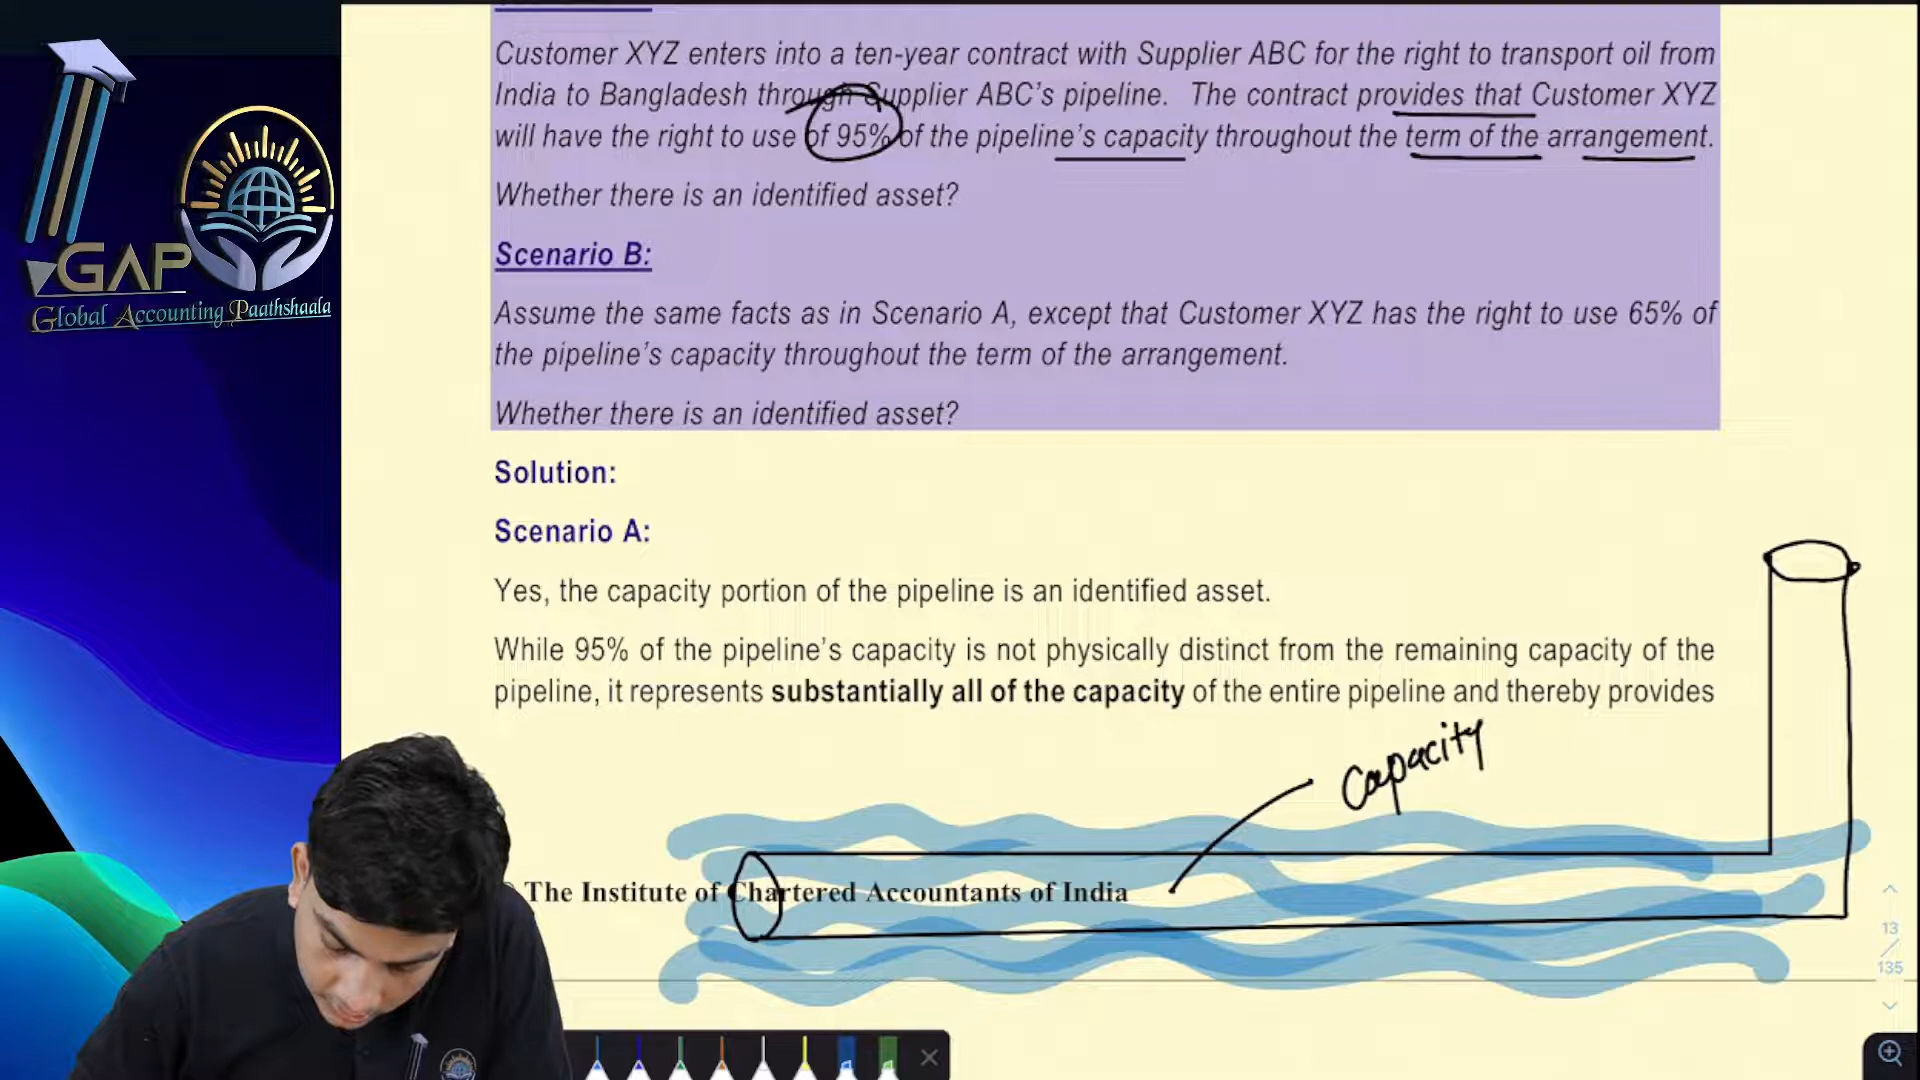 GAP
Global Accounting Paathshaala
Customer XYZ enters into a ten-year contract with Supplier ABC for the right to transport oil from
India to Bangladesh through Supplier ABC's pipeline. The contract provides that Customer XYZ
will have the right to use of 95% of the pipeline's capacity throughout the term of the arrangement.
Whether there is an identified asset?
Scenario B:
Assume the same facts as in Scenario A, except that Customer XYZ has the right to use 65% of
the pipeline's capacity throughout the term of the arrangement.
Whether there is an identified asset?
Solution:
Scenario A:
Yes, the capacity portion of the pipeline is an identified asset.
While 95% of the pipeline's capacity is not physically distinct from the remaining capacity of the
pipeline, it represents substantially all of the capacity of the entire pipeline and thereby provides
Capacity
The Institute of Chartered Accountants of India
13
/
135